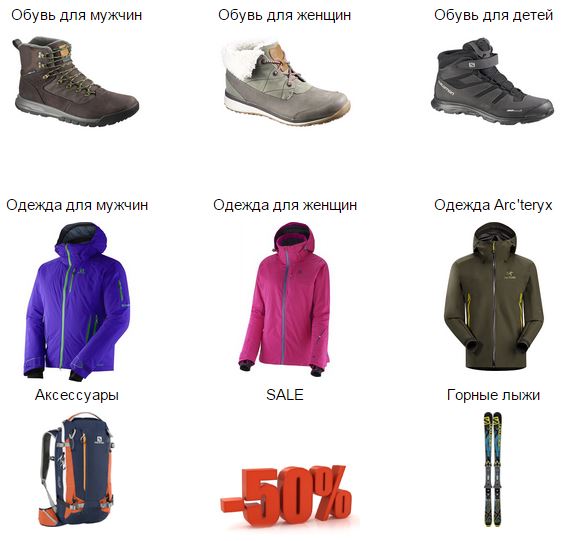 Обувь для мужчин
Обувь для женщин
Обувь для детей
salomon
Одежда для мужчин
Одежда для женщин
Одежда Arc'teryx
Аксессуары
SALE
Горные лыжи
-50%